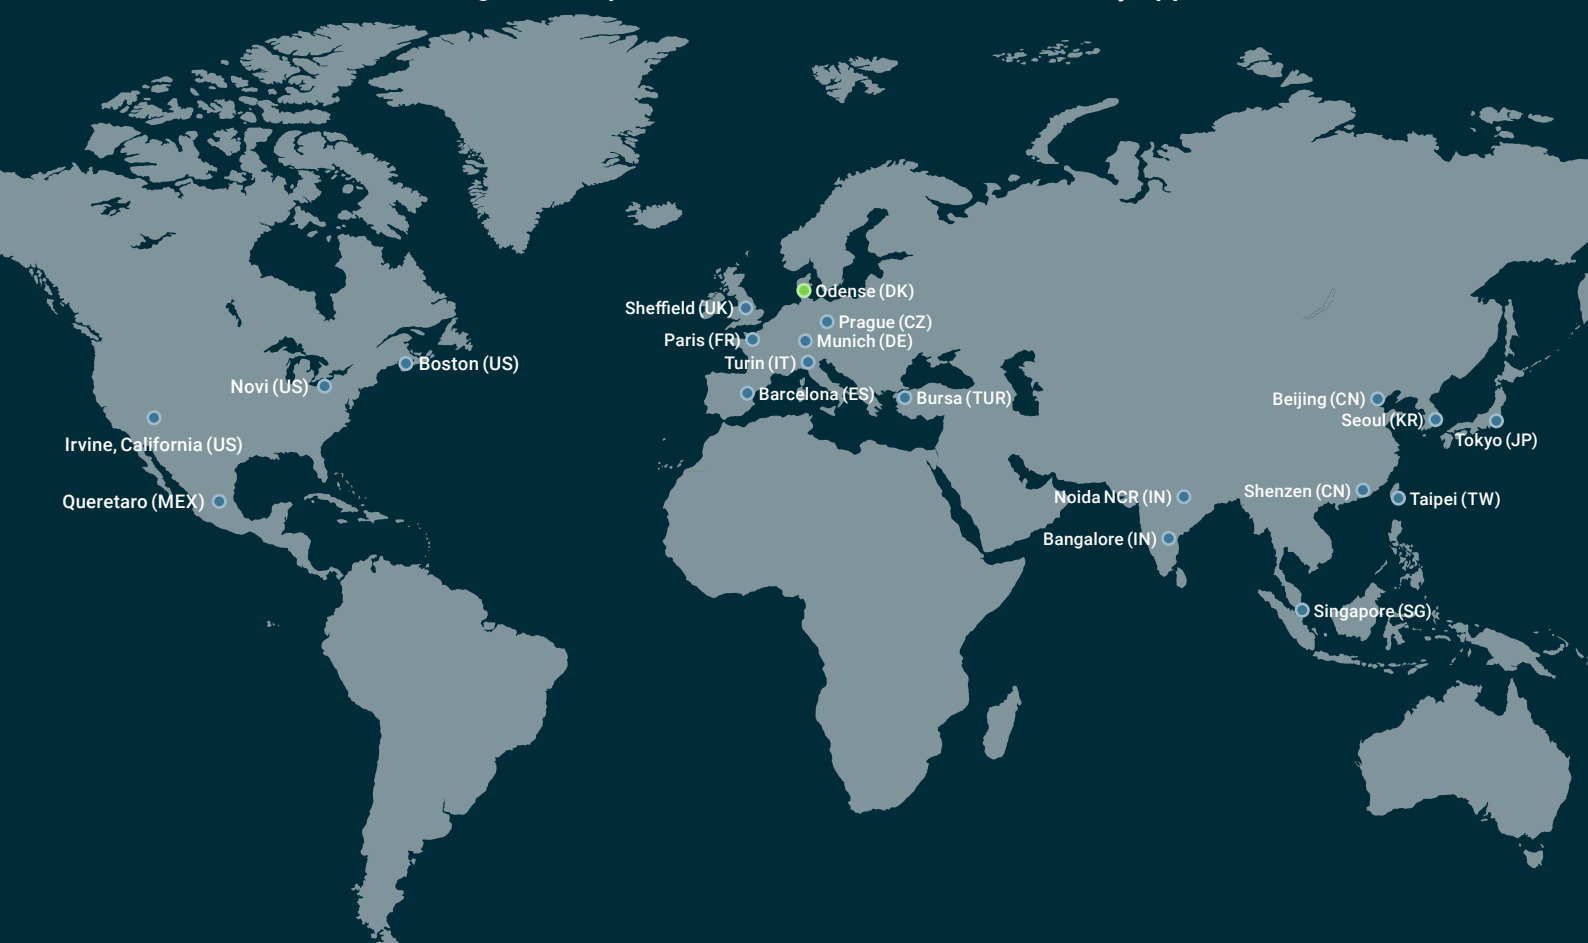 Odense (DK)
Sheffield (UK)
Prague (CZ)
Paris (FR)
Munich (DE)
Turin (IT)
Boston (US)
Novi (US)
Barcelona (ES)
Bursa (TUR)
Beijing (CN)
Seoul (KR)
Tokyo (JP)
Irvine, California (US)
Queretaro (MEX)
Noida NCR (IN)
Shenzen (CN)
Taipei (TW)
Bangalore (IN)
Singapore (SG)